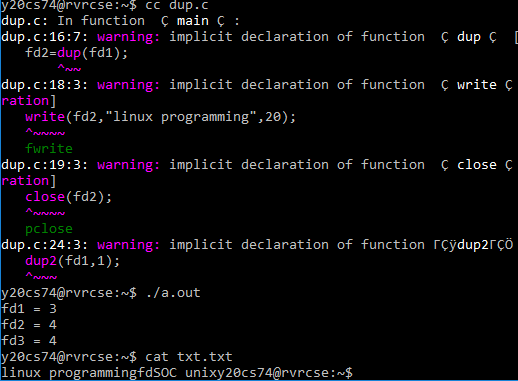 y20cs74@rvrcse:~$ cc dup.c
dup.c: In function Ç main Ç :
dup.c:16:7: warning: implicit declaration of function Ç dup Ç [
fd2=dup(fd1);
^~~
dup.c:18:3: warning: implicit declaration of function Ç write Ç
ration]
write(fd2,"linux programming",20);
^~~~~
fwrite
dup.c:19:3: warning: implicit declaration of function Ç close Ç
ration]
close(fd2);
^~~~~
pclose
dup.c:24:3: warning: implicit declaration of function ΓÇÿdup2ΓÇÖ
dup2(fd1,1);
^~~~
y20cs74@rvrcse:~$ ./a.out
fd1 = 3
fd2 = 4
fd3 = 4
y20cs74@rvrcse:~$ cat txt.txt
linux programmingfdSOC unixy20cs74@rvrcse:~$